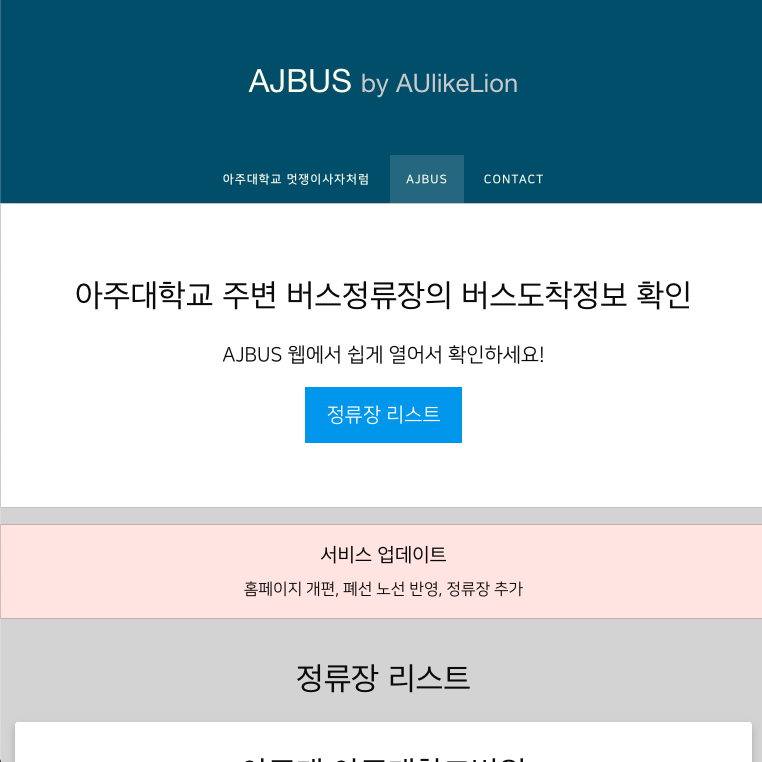 AJBUS by AUlikeLion
아주대학교 멋쟁이사자처럼 AJBUS CONTACT
아주대학교 주변 버스정류장의 버스도착정보 확인
AJBUS 웹에서 쉽게 열어서 확인하세요!
정류장 리스트
서비스 업데이트
홈페이지 개편, 폐선 노선 반영, 정류장 추가
정류장 리스트